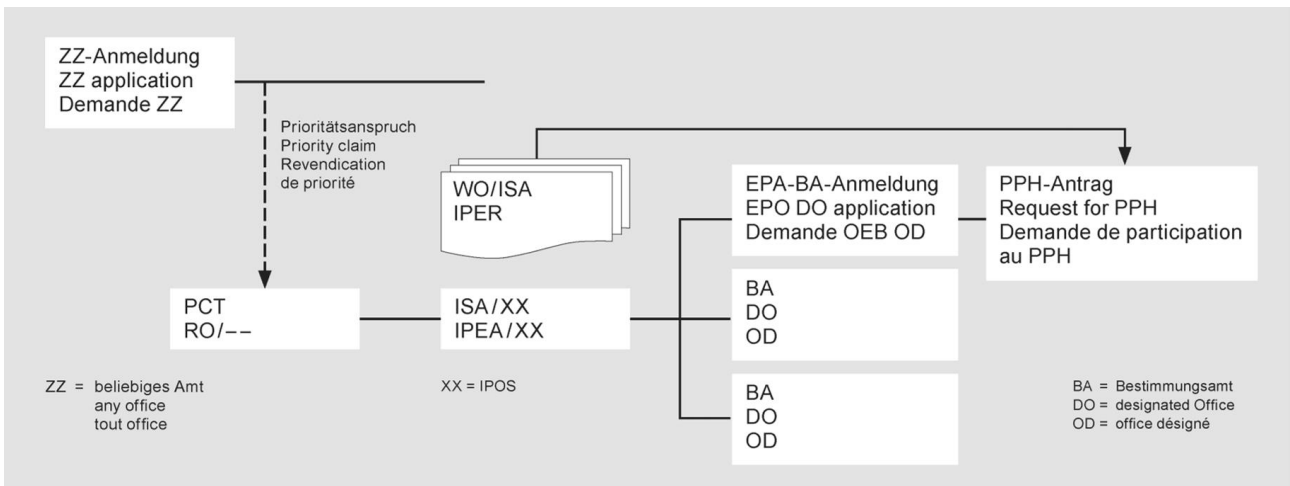 ZZ-Anmeldung
ZZ application
Demande ZZ
Prioritätsanspruch
Priority claim
Revendication
de priorité
WO/ISA
IPER
EPA-BA-Anmeldung
EPO DO application
Demande OEB OD
PPH-Antrag
Request for PPH
Demande de participation
au PPH
PCT
RO/––
ISA/XX
IPEA/XX
BA
DO
OD
BA
DO
OD
ZZ = beliebiges Amt
any office
tout office
XX = IPOS
BA = Bestimmungsamt
DO = designated Office
OD = office désigné